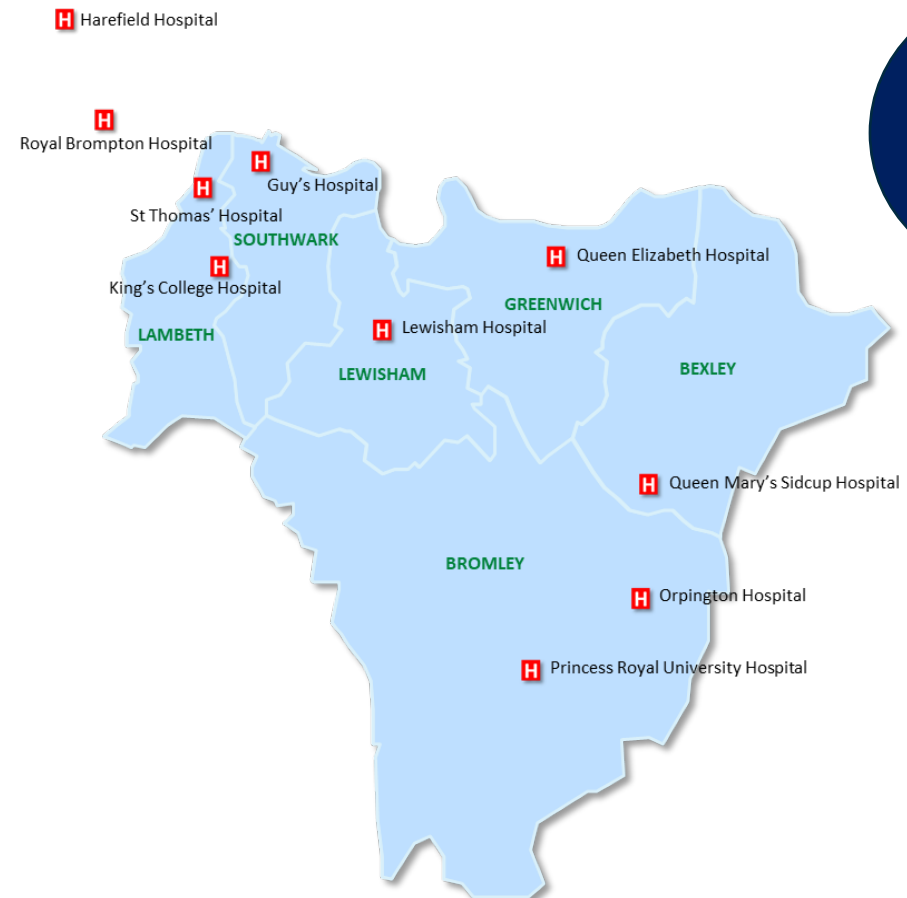 H Harefield Hospital
H
Royal Brompton Hospital
H
Guy's Hospital
H
St Thomas' Hospital
SOUTHWARK
H Queen Elizabeth Hospital
H
King's College Hospital
GREENWICH
H Lewisham Hospital
LAMBETH
LEWISHAM
BEXLEY
H Queen Mary's Sidcup Hospital
BROMLEY
H Orpington Hospital
H Princess Royal University Hospital